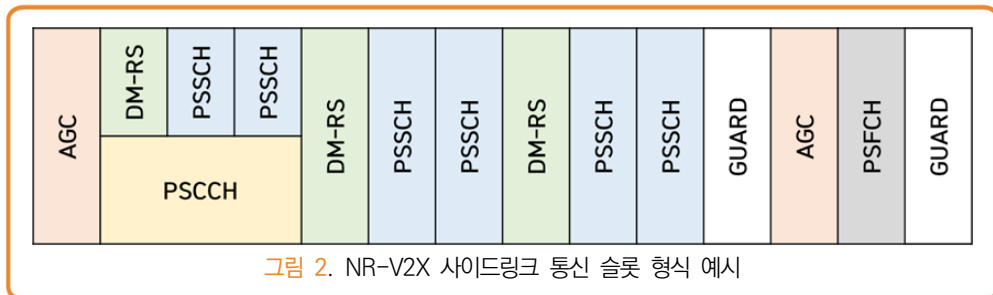 AGC
DM-RS
PSSCH
PSSCH
PSCCH
DM-RS
PSSCH
PSSCH
DM-RS
PSSCH
PSSCH
GUARD
AGC
PSFCH
GUARD
그림 2. NR-V2X 사이드링크 통신 슬롯 형식 예시